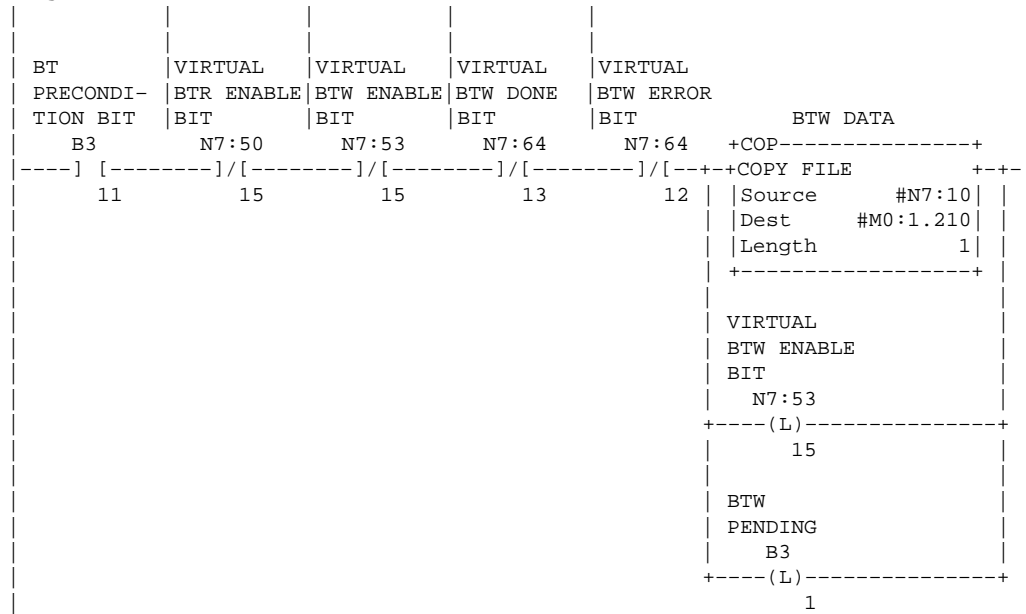 BT VIRTUAL VIRTUAL VIRTUAL VIRTUAL
PRECONDI- BTR ENABLE BTW ENABLE BTW DONE BTW ERROR
TION BIT BIT BIT BIT BIT BTW DATA
B3 N7:50 N7:53 N7:64 N7:64 +COP---------------+
|----] [--------]/[--------]/[--------]/[--------]/[--+-+COPY FILE +-+-
11 15 15 13 12 | |Source #N7:10| |
| |Dest #M0:1.210| |
| |Length 1| |
| +------------------+ |
VIRTUAL
BTW ENABLE
BIT
N7:53
+----(L)---------------+
15
BTW
PENDING
B3
+----(L)---------------+
1